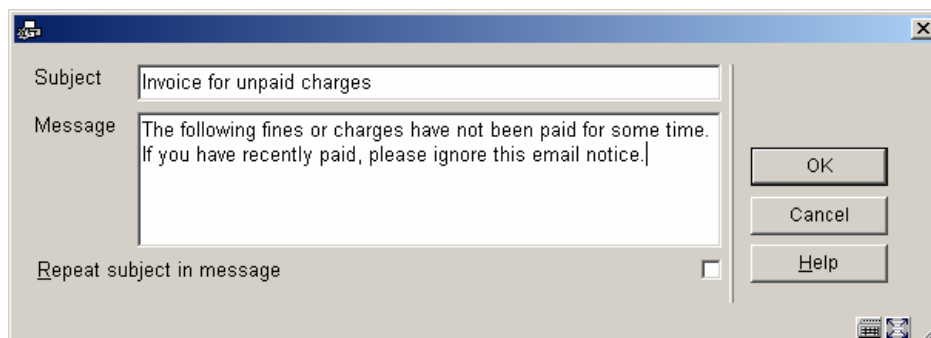 Subject
Invoice for unpaid charges
Message
The following fines or charges have not been paid for some time.
If you have recently paid, please ignore this email notice.
OK
Cancel
Help
Repeat subject in message